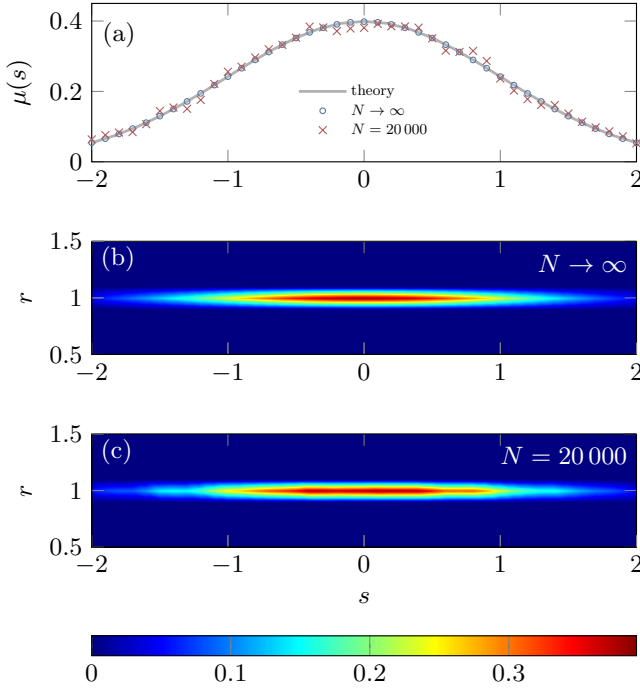 (a)
0.4
0.2
0
μ(s)
theory
N → ∞
N = 20 000
−2 −1 0 1 2
(b)
N → ∞
1.5
1
0.5
r
−2 −1 0 1 2
(c)
N = 20 000
1.5
1
0.5
r
−2 −1 0 1 2
s
0 0.1 0.2 0.3